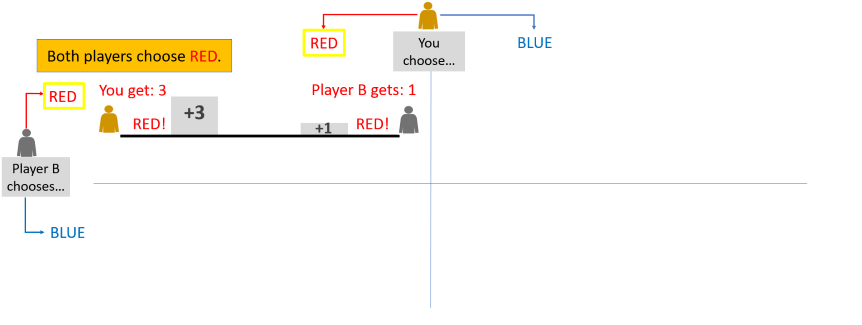 RED
You
choose...
BLUE
Both players choose RED.
RED
You get: 3
Player B gets: 1
RED!
+3
+1
RED!
Player B
chooses...
BLUE